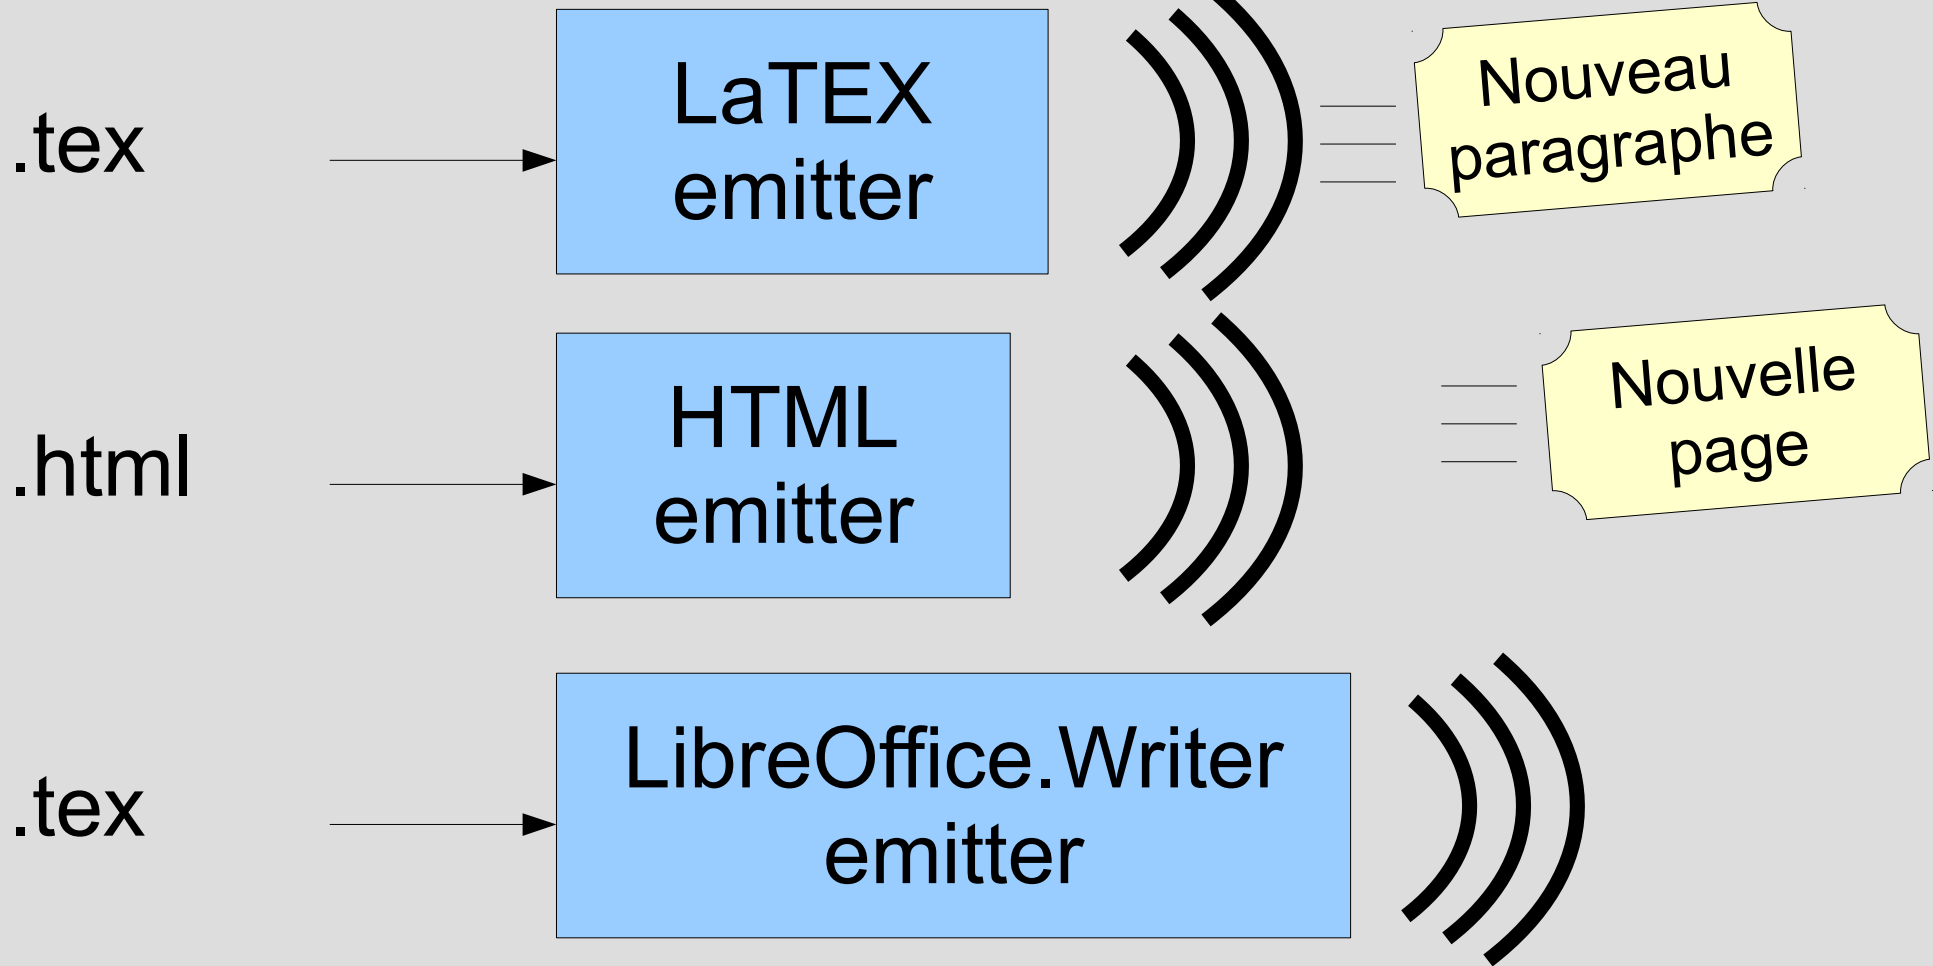 .tex
LaTEX
emitter
Nouveau
paragraphe
.html
HTML
emitter
Nouvelle
page
.tex
LibreOffice.Writer
emitter